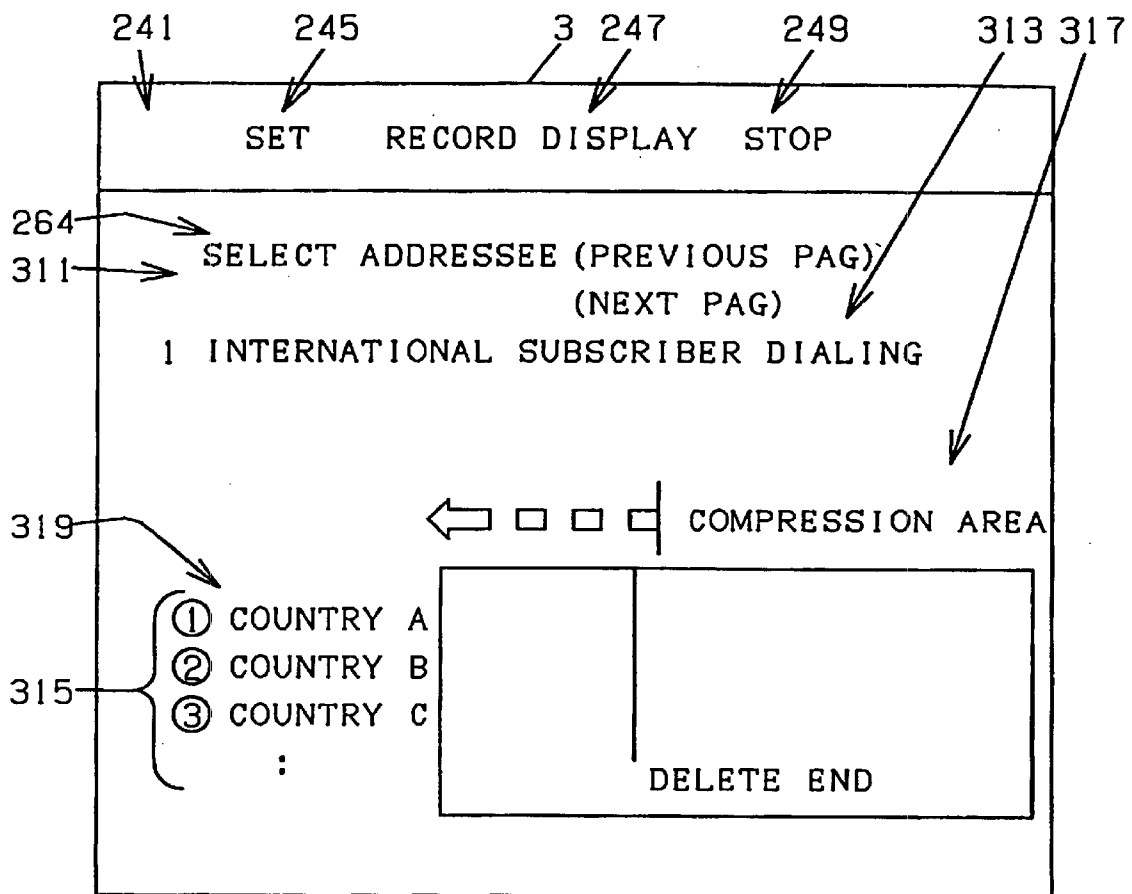 241 245 3 247 249 313 317
SET RECORD DISPLAY STOP
264
SELECT ADDRESSEE (PREVIOUS PAG)
311
(NEXT PAG)
1 INTERNATIONAL SUBSCRIBER DIALING
319
COMPRESSION AREA
① COUNTRY A
② COUNTRY B
315
③ COUNTRY C
:
DELETE END